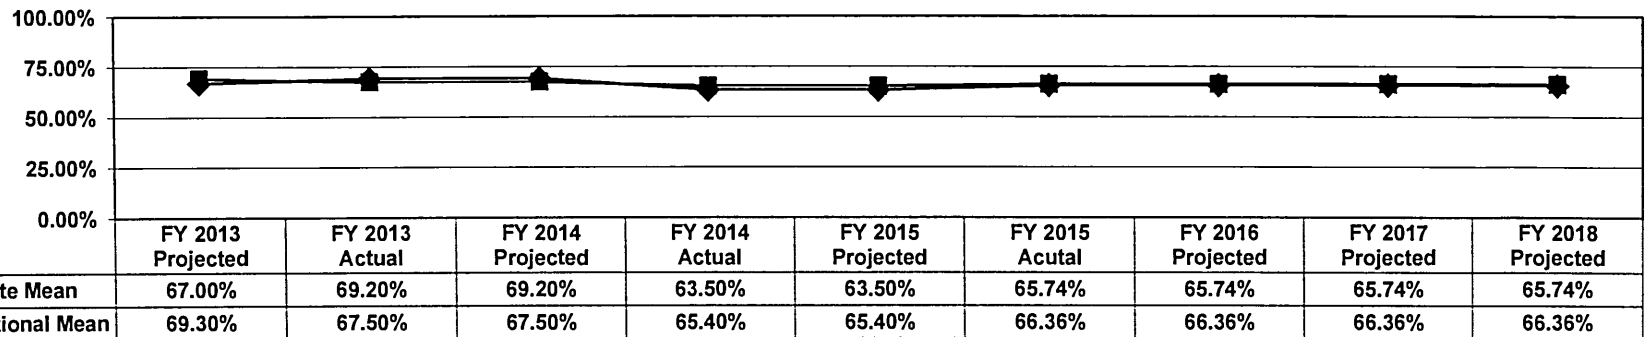 100.00%
75.00%
50.00%
25.00%
0.00%
FY 2013 FY 2013 FY 2014 FY 2014 FY 2015 FY 2015 FY 2016 FY 2017 FY 2018
Projected Actual Projected Actual Projected Acutal Projected Projected Projected
te Mean 67.00% 69.20% 69.20% 63.50% 63.50% 65.74% 65.74% 65.74% 65.74%
tional Mean 69.30% 67.50% 67.50% 65.40% 65.40% 66.36% 66.36% 66.36% 66.36%